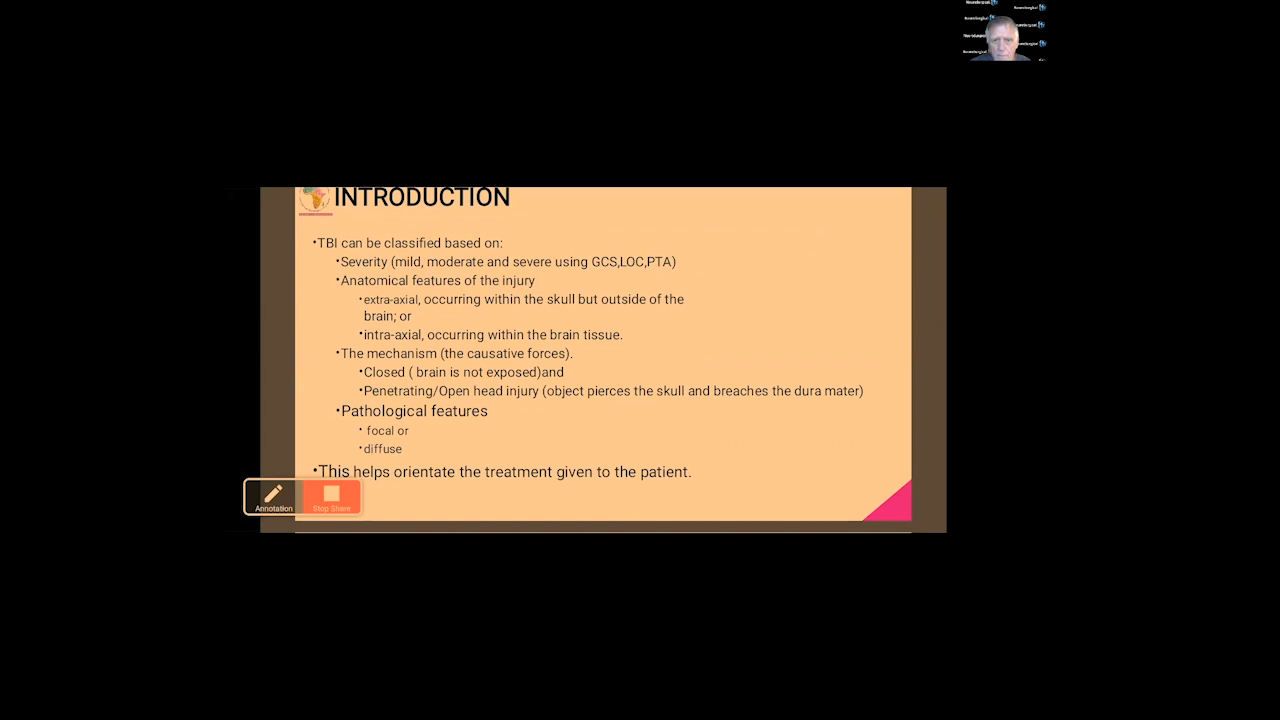 INTRODUCTION
•TBI can be classified based on:
•Severity (mild, moderate and severe using GCS,LOC,PTA)
•Anatomical features of the injury
•extra-axial, occurring within the skull but outside of the
brain; or
•intra-axial, occurring within the brain tissue.
•The mechanism (the causative forces).
•Closed ( brain is not exposed)and
•Penetrating/Open head injury (object pierces the skull and breaches the dura mater)
•Pathological features
• focal or
•diffuse
•This helps orientate the treatment given to the patient.
Annotation
Stop Share